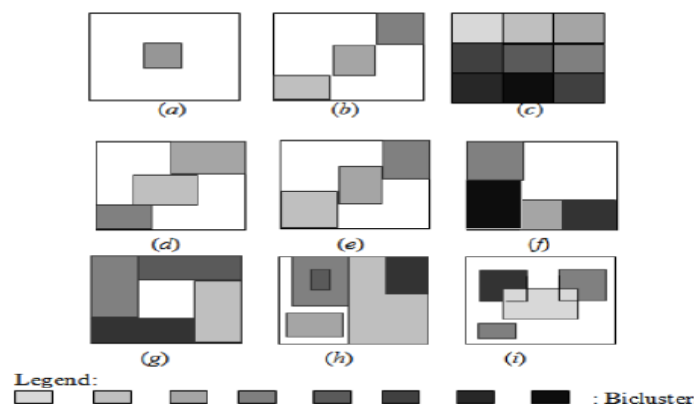 (a) (b) (c)
(d) (e) (f)
(g) (h) (i)
Legend:
: Bicluster